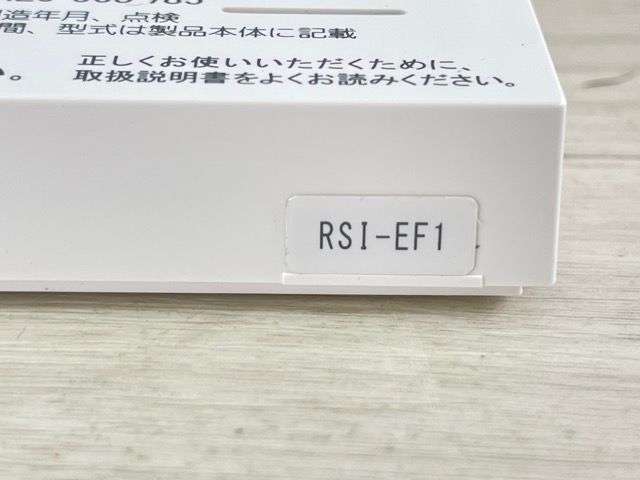 造年月、点検
間、型式は製品本体に記載
い。
正しくお使いいただくために、
取扱説明書をよくお読みください。
RSI-EF1